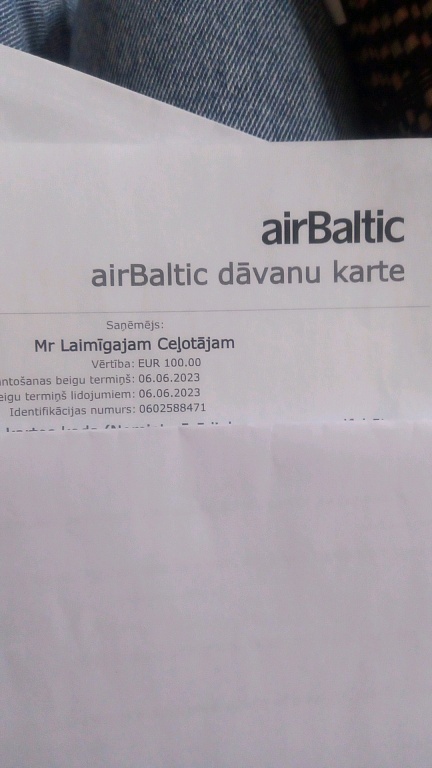 airBaltic
airBaltic dāvanu karte
Saņēmējs:
Mr Laimīgajam Ceļotājam
Vērtība: EUR 100.00
beigu termiņš: 06.06.2023
termiņš lidojumiem: 06.06.2023
Identifikācijas numurs: 0602588471